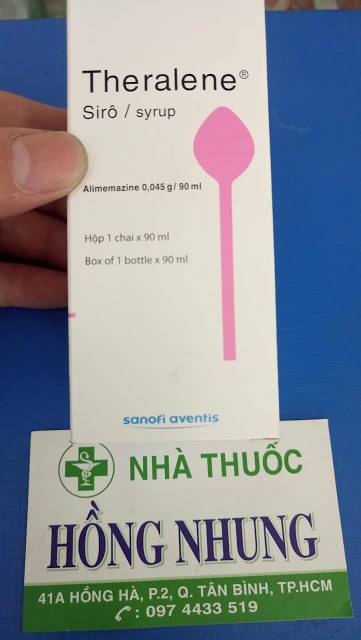 Theralene®
Sirô / syrup
Alimemazine 0,045 g / 90 ml
Hộp 1 chai x 90 ml
Box of 1 bottle x 90 ml
sanofi aventis
NHÀ THUỐC
HỒNG NHUNG
41A HỒNG HÀ, P.2, Q. TÂN BÌNH, TP.HCM
: 097 4433 519